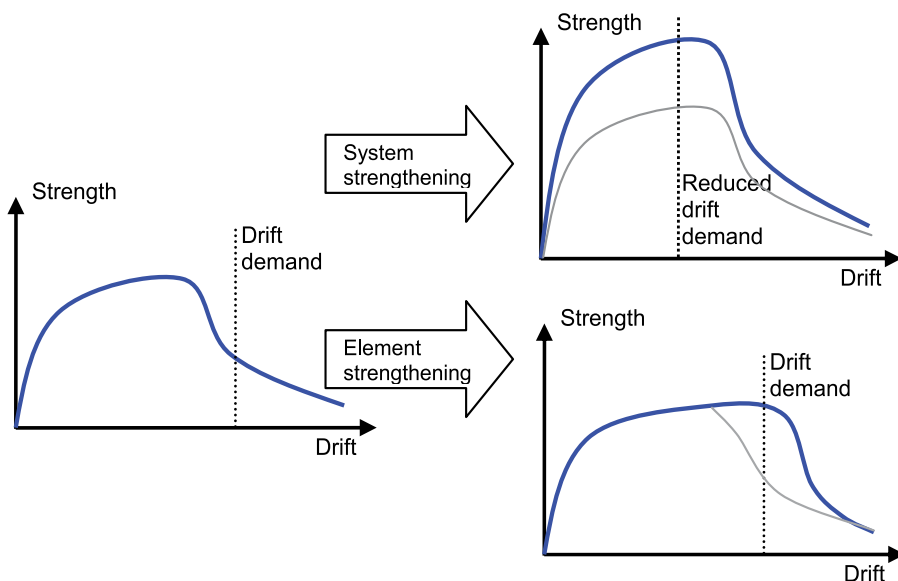 Strength
Drift
demand
Drift
System
strengthening
Element
strengthening
Strength
Reduced
drift
demand
Drift
Strength
Drift
demand
Drift